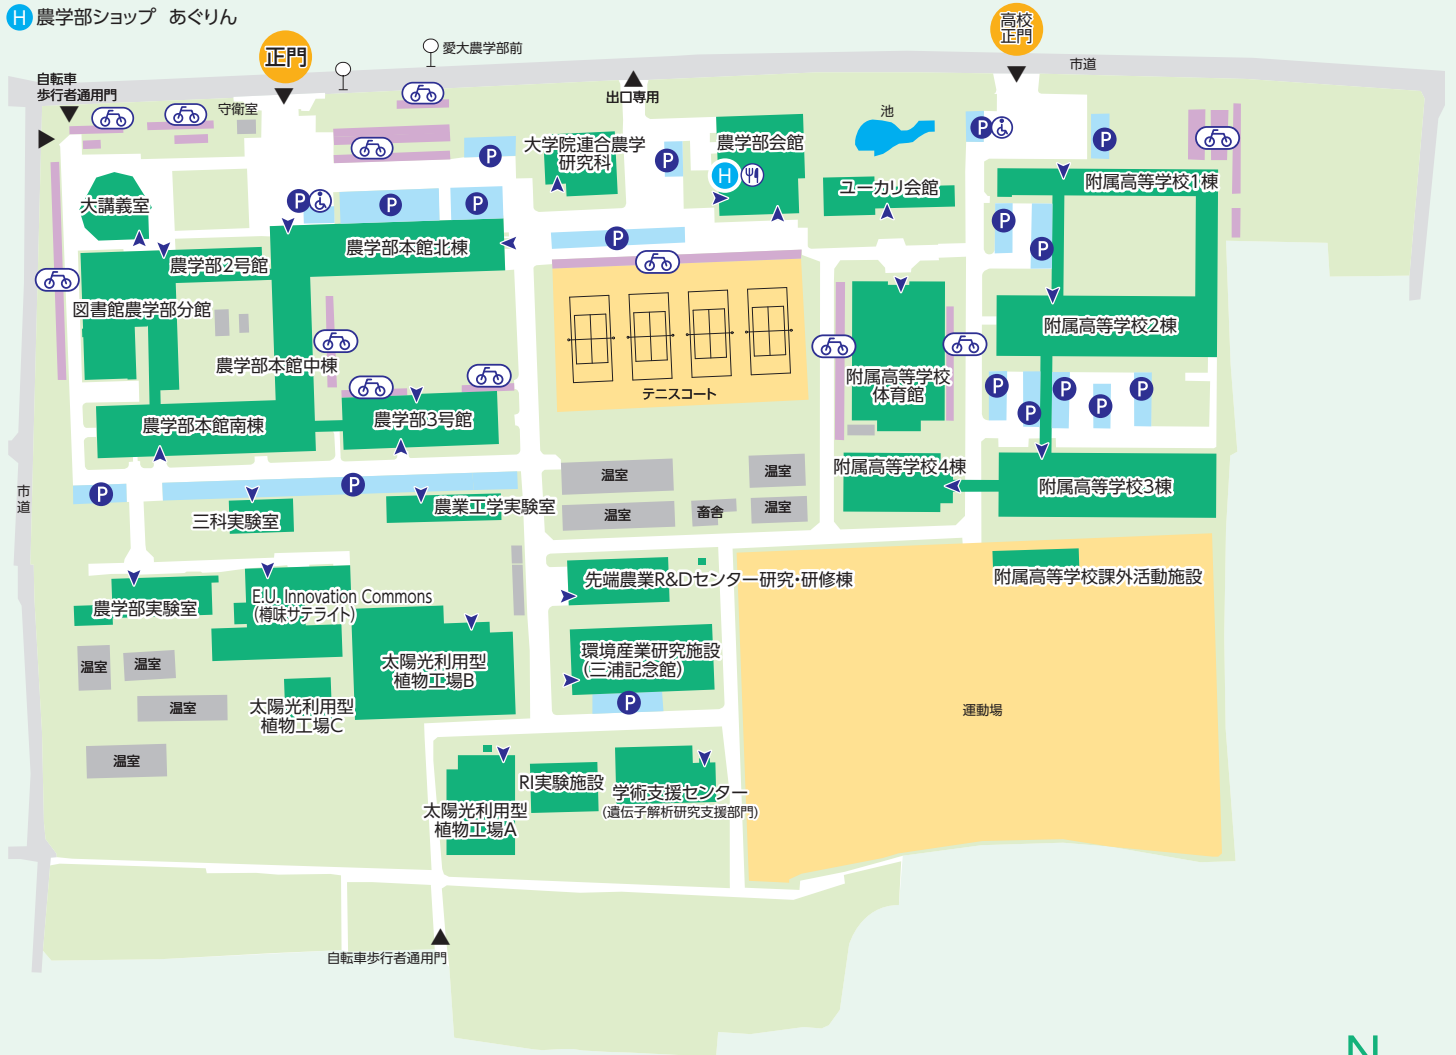 H 農学部ショップ あぐりん
正門
高校
正門
愛大農学部前
市道
自転車
歩行者通用門
守衛室
出口専用
池
大学院連合農学
研究科
P
P
農学部会館
H
P
P
附属高等学校1棟
ユーカリ会館
大講義室
P
P
P
P
P
P
農学部本館北棟
農学部2号館
図書館農学部分館
附属高等学校2棟
農学部本館中棟
附属高等学校
体育館
テニスコート
P
P
P
P
P
農学部本館南棟
農学部3号館
温室
温室
附属高等学校4棟
附属高等学校3棟
市道
P
P
農業工学実験室
温室
畜舎
温室
三科実験室
先端農業R&Dセンター研究・研修棟
附属高等学校課外活動施設
農学部実験室
E.U. Innovation Commons
(樽味サテライト)
環境産業研究施設
(三浦記念館)
温室
温室
太陽光利用型
植物工場B
P
温室
太陽光利用型
植物工場C
運動場
温室
RI実験施設
学術支援センター
(遺伝子解析研究支援部門)
太陽光利用型
植物工場A
自転車歩行者通用門
N